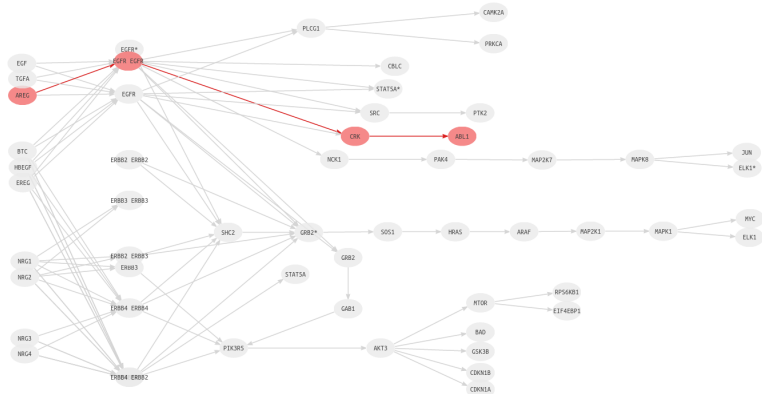 CAMK2A
PLCG1
PRKCA
EGFR*
EGF
EGFR EGFR
CBLC
TGFA
STAT5A*
AREG
EGFR
SRC
PTK2
CRK
ABL1
BTC
ERBB2 ERBB2
NCK1
PAK4
MAP2K7
MAPK8
JUN
HBEGF
ELK1*
EREG
ERBB3 ERBB3
MYC
SHC2
GRB2*
SOS1
HRAS
ARAF
MAP2K1
MAPK1
ELK1
NRG1
ERBB2 ERBB3
GRB2
ERBB3
NRG2
STAT5A
RPS6KB1
MTOR
ERBB4 ERBB4
GAB1
EIF4EBP1
BAD
NRG3
PIK3R5
AKT3
GSK3B
NRG4
CDKN1B
ERBB4 ERBB2
CDKN1A